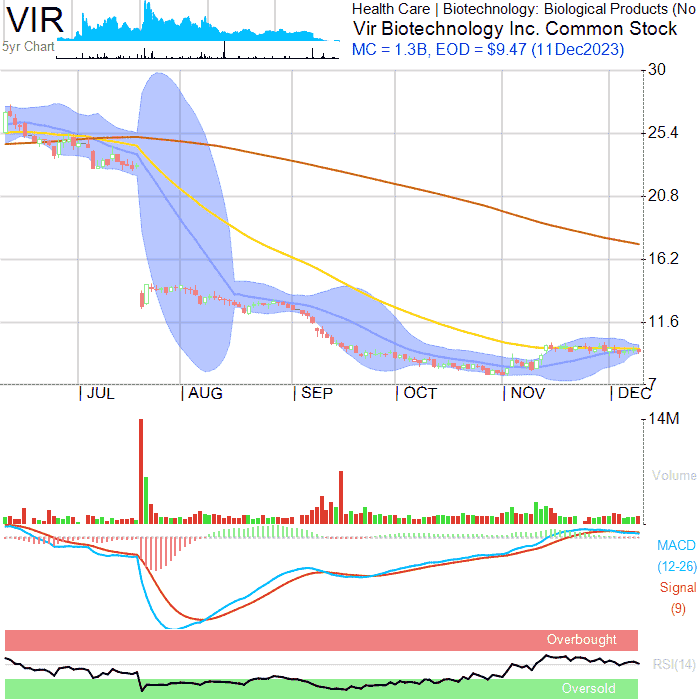 VIR
5yr Chart
Health Care | Biotechnology: Biological Products (No
Vir Biotechnology Inc. Common Stock
MC = 1.3B, EOD = $9.47 (11Dec2023)
30
25.4
20.8
16.2
11.6
7
| JUL
| AUG
| SEP
| OCT
| NOV
| DEC
14M
Volume
MACD
(12-26)
Signal
(9)
Overbought
RSI(14)
Oversold